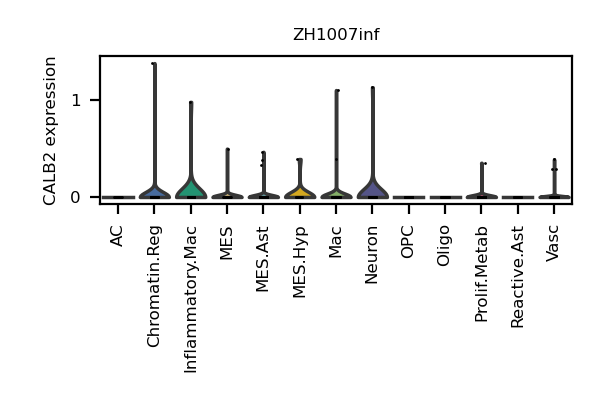 ZH1007inf
CALB2 expression
1
0
AC
Chromatin.Reg
Inflammatory.Mac
MES
MES.Ast
MES.Hyp
Mac
Neuron
OPC
Oligo
Prolif.Metab
Reactive.Ast
Vasc